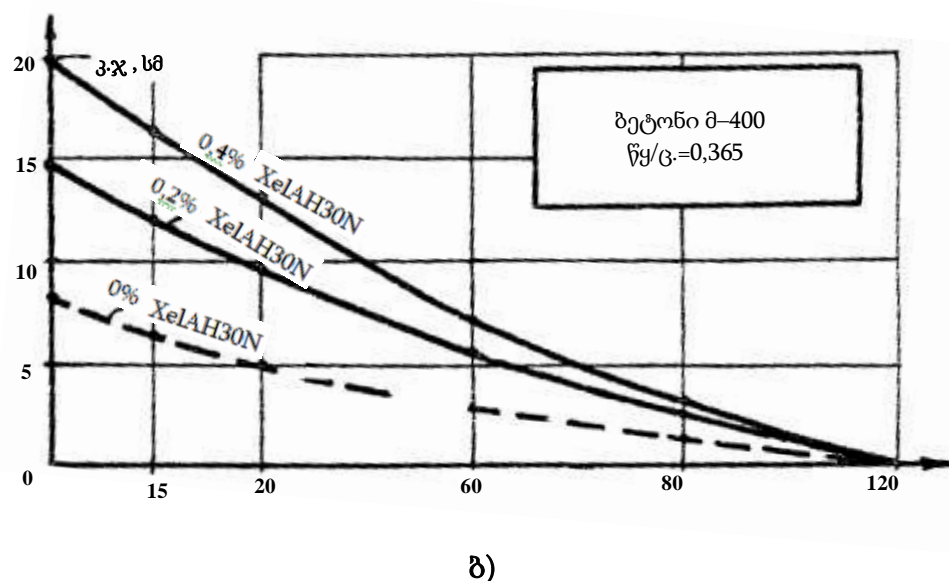 20
კ.ჯ , სმ
ბეტონი მ–400
წყ/ც.=0,365
15
0,4% XelAH30N
0,2% XelAH30N
10
0% XelAH30N
5
0
15 20 60 80 120
ბ)